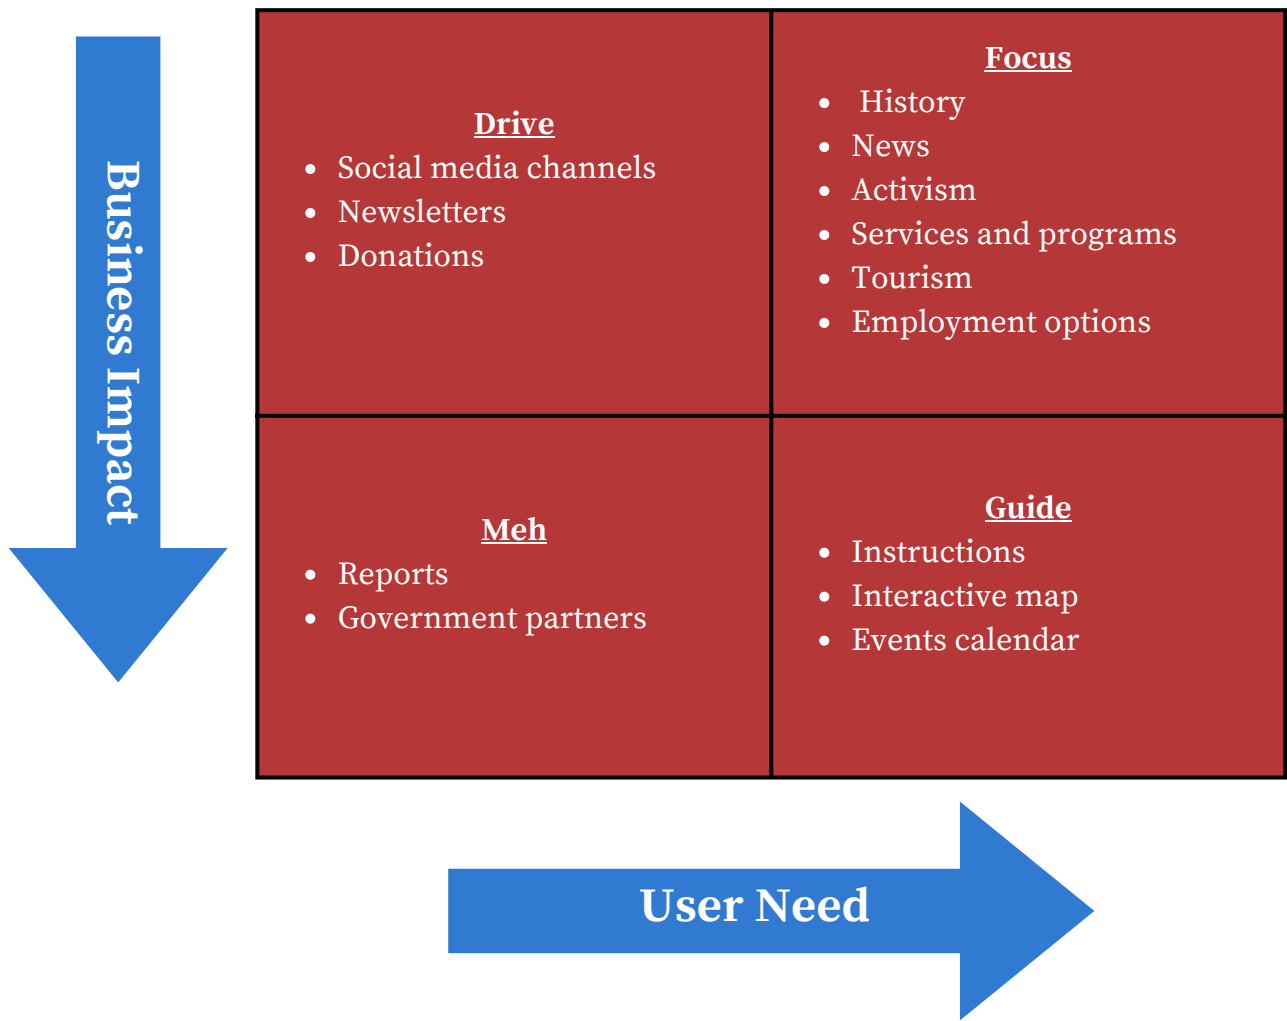 Business Impact
Drive
• Social media channels
• Newsletters
• Donations
Focus
• History
• News
• Activism
• Services and programs
• Tourism
• Employment options
Meh
• Reports
• Government partners
Guide
• Instructions
• Interactive map
• Events calendar
User Need